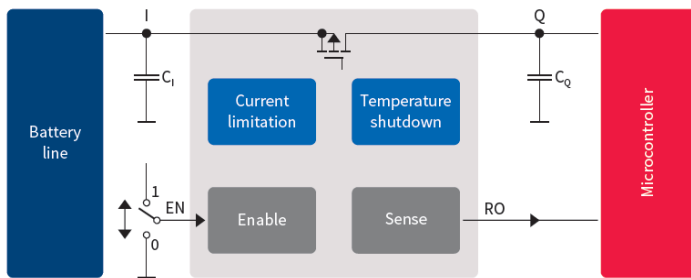 I
Q
C_I
C_Q
Current
limitation
Temperature
shutdown
Battery
line
Microcontroller
1
EN
0
Enable
Sense
RO